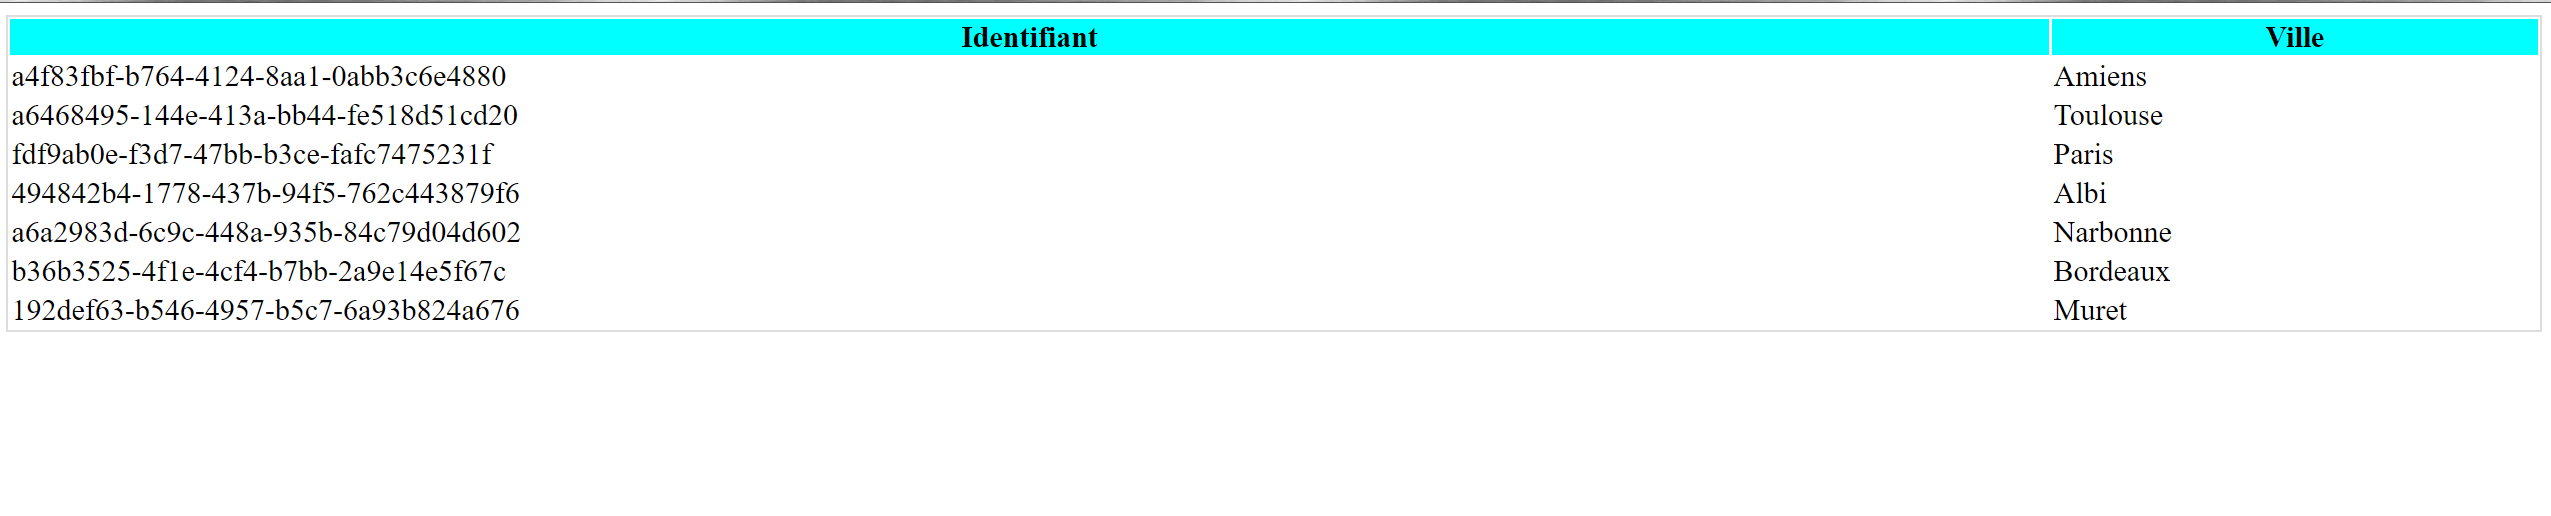 Identifiant Ville
a4f83fbf-b764-4124-8aa1-0abb3c6e4880 Amiens
a6468495-144e-413a-bb44-fe518d51cd20 Toulouse
fdf9ab0e-f3d7-47bb-b3ce-fafc7475231f Paris
494842b4-1778-437b-94f5-762c443879f6 Albi
a6a2983d-6c9c-448a-935b-84c79d04d602 Narbonne
b36b3525-4f1e-4cf4-b7bb-2a9e14e5f67c Bordeaux
192def63-b546-4957-b5c7-6a93b824a676 Muret